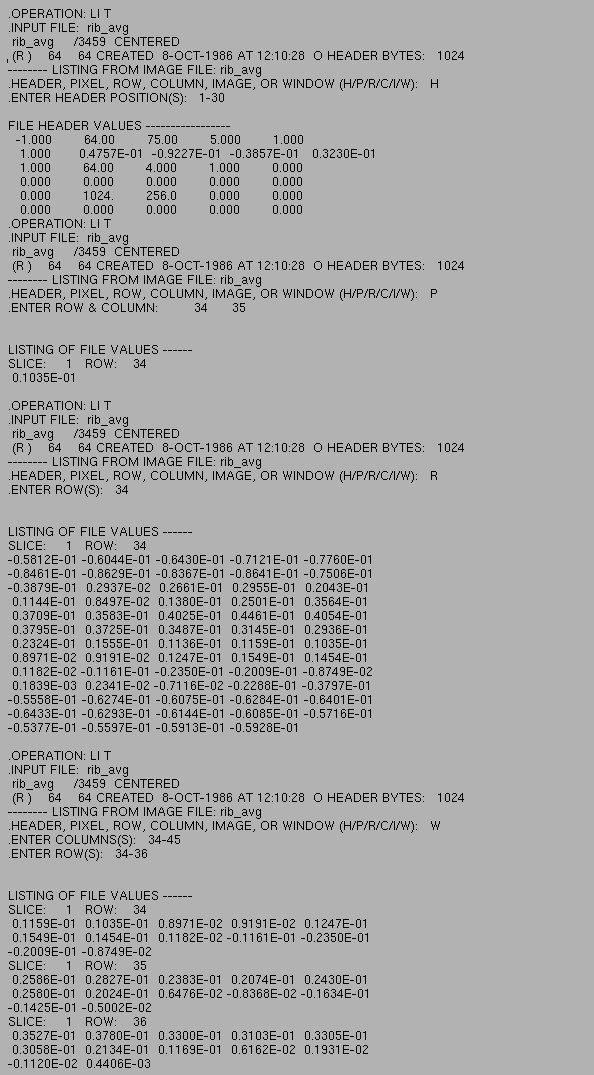 .OPERATION: LI T
.INPUT FILE: rib_avg
rib_avg /3459 CENTERED
(R ) 64 64 CREATED 8-OCT-1986 AT 12:10:28 O HEADER BYTES: 1024
-------- LISTING FROM IMAGE FILE: rib_avg
.HEADER, PIXEL, ROW, COLUMN, IMAGE, OR WINDOW (H/P/R/C/I/W): H
.ENTER HEADER POSITION(S): 1-30
FILE HEADER VALUES -----------------
-1.000 64.00 75.00 5.000 1.000
1.000 0.4757E-01 -0.9227E-01 -0.3857E-01 0.3230E-01
1.000 64.00 4.000 1.000 0.000
0.000 0.000 0.000 0.000 0.000
0.000 1024. 256.0 0.000 0.000
0.000 0.000 0.000 0.000 0.000
.OPERATION: LI T
.INPUT FILE: rib_avg
rib_avg /3459 CENTERED
(R ) 64 64 CREATED 8-OCT-1986 AT 12:10:28 O HEADER BYTES: 1024
-------- LISTING FROM IMAGE FILE: rib_avg
.HEADER, PIXEL, ROW, COLUMN, IMAGE, OR WINDOW (H/P/R/C/I/W): P
.ENTER ROW & COLUMN: 34 35
LISTING OF FILE VALUES ------
SLICE: 1 ROW: 34
0.1035E-01
.OPERATION: LI T
.INPUT FILE: rib_avg
rib_avg /3459 CENTERED
(R ) 64 64 CREATED 8-OCT-1986 AT 12:10:28 O HEADER BYTES: 1024
-------- LISTING FROM IMAGE FILE: rib_avg
.HEADER, PIXEL, ROW, COLUMN, IMAGE, OR WINDOW (H/P/R/C/I/W): R
.ENTER ROW(S): 34
LISTING OF FILE VALUES ------
SLICE: 1 ROW: 34
-0.5812E-01 -0.6044E-01 -0.6430E-01 -0.7121E-01 -0.7760E-01
-0.8461E-01 -0.8629E-01 -0.8367E-01 -0.8641E-01 -0.7506E-01
-0.3879E-01 0.2937E-02 0.2661E-01 0.2955E-01 0.2043E-01
0.1144E-01 0.8497E-02 0.1380E-01 0.2501E-01 0.3564E-01
0.3709E-01 0.3583E-01 0.4025E-01 0.4461E-01 0.4054E-01
0.3795E-01 0.3725E-01 0.3487E-01 0.3145E-01 0.2936E-01
0.2324E-01 0.1555E-01 0.1136E-01 0.1159E-01 0.1035E-01
0.8971E-02 0.9191E-02 0.1247E-01 0.1549E-01 0.1454E-01
0.1182E-02 -0.1161E-01 -0.2350E-01 -0.2009E-01 -0.8749E-02
0.1839E-03 0.2341E-02 -0.7116E-02 -0.2288E-01 -0.3797E-01
-0.5558E-01 -0.6274E-01 -0.6075E-01 -0.6284E-01 -0.6401E-01
-0.6433E-01 -0.6293E-01 -0.6144E-01 -0.6085E-01 -0.5716E-01
-0.5377E-01 -0.5597E-01 -0.5913E-01 -0.5928E-01
.OPERATION: LI T
.INPUT FILE: rib_avg
rib_avg /3459 CENTERED
(R ) 64 64 CREATED 8-OCT-1986 AT 12:10:28 O HEADER BYTES: 1024
-------- LISTING FROM IMAGE FILE: rib_avg
.HEADER, PIXEL, ROW, COLUMN, IMAGE, OR WINDOW (H/P/R/C/I/W): W
.ENTER COLUMNS(S): 34-45
.ENTER ROW(S): 34-36
LISTING OF FILE VALUES ------
SLICE: 1 ROW: 34
0.1159E-01 0.1035E-01 0.8971E-02 0.9191E-02 0.1247E-01
0.1549E-01 0.1454E-01 0.1182E-02 -0.1161E-01 -0.2350E-01
-0.2009E-01 -0.8749E-02
SLICE: 1 ROW: 35
0.2586E-01 0.2827E-01 0.2383E-01 0.2074E-01 0.2430E-01
0.2580E-01 0.2024E-01 0.6476E-02 -0.8368E-02 -0.1634E-01
-0.1425E-01 -0.5002E-02
SLICE: 1 ROW: 36
0.3527E-01 0.3780E-01 0.3300E-01 0.3103E-01 0.3305E-01
0.3058E-01 0.2134E-01 0.1169E-01 0.6162E-02 0.1931E-02
-0.1120E-02 0.4406E-03